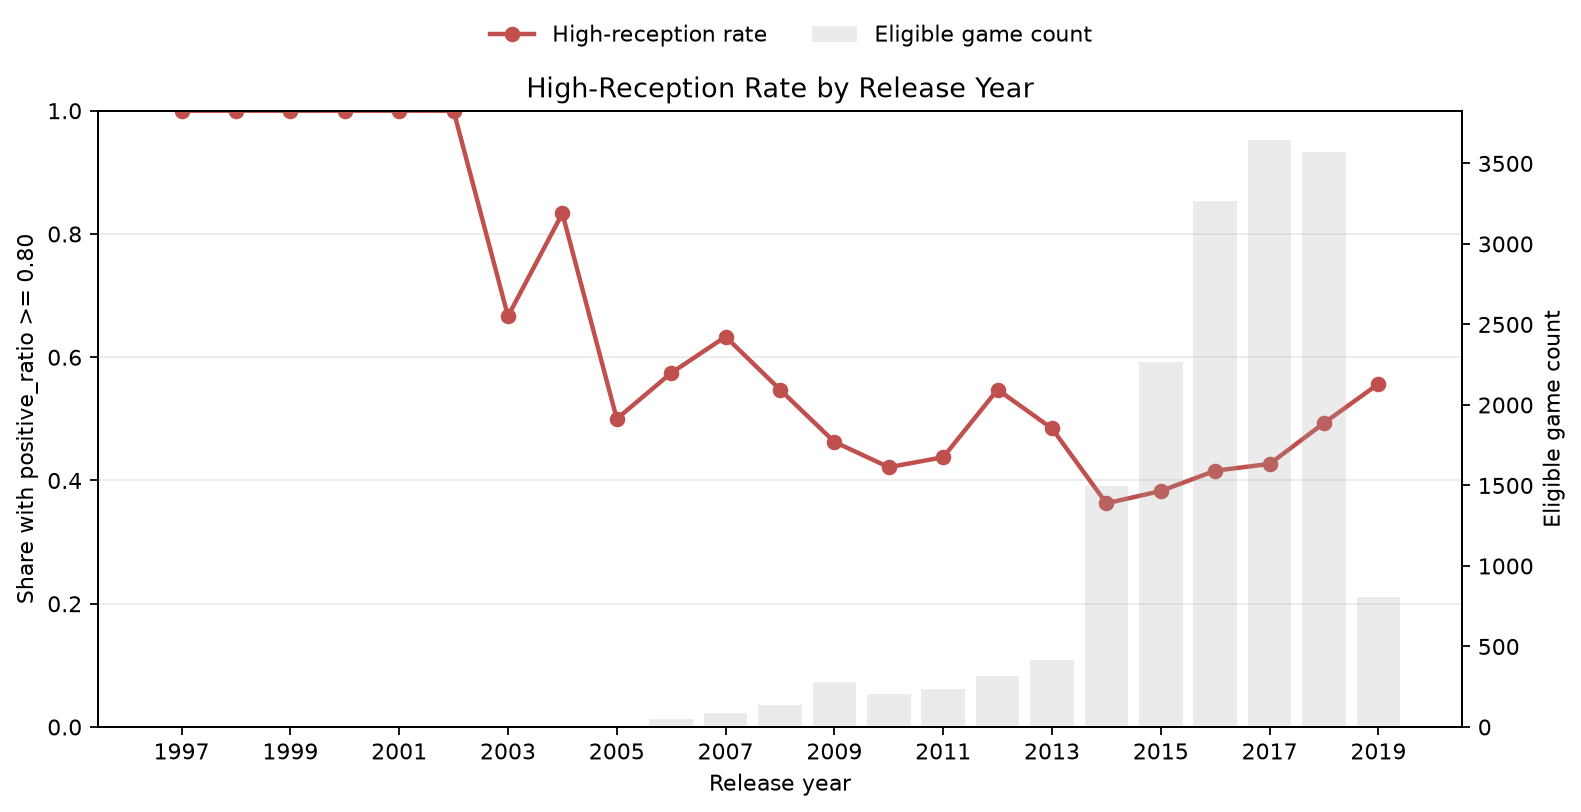 High-reception rate
Eligible game count
High-Reception Rate by Release Year
Share with positive_ratio >= 0.80
1.0
0.8
0.6
0.4
0.2
0.0
3500
3000
2500
2000
1500
1000
500
0
Eligible game count
1997 1999 2001 2003 2005 2007 2009 2011 2013 2015 2017 2019
Release year